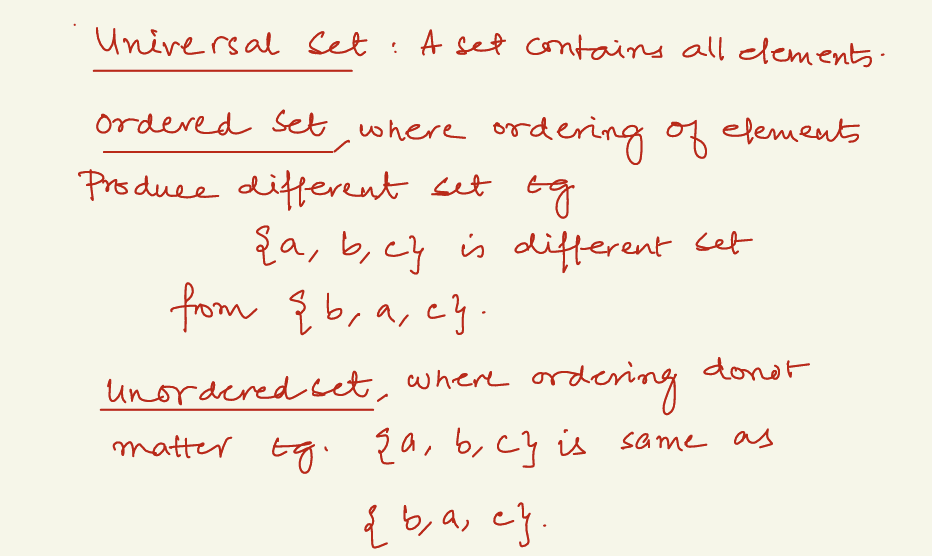 Universal Set : A set contains all elements.
Ordered Set, where ordering of elements
Produce different set eg
{a, b, c} is different set
from {b, a, c}.
Unordered set, where ordering donot
matter eg. {a, b, c} is same as
{b, a, c}.